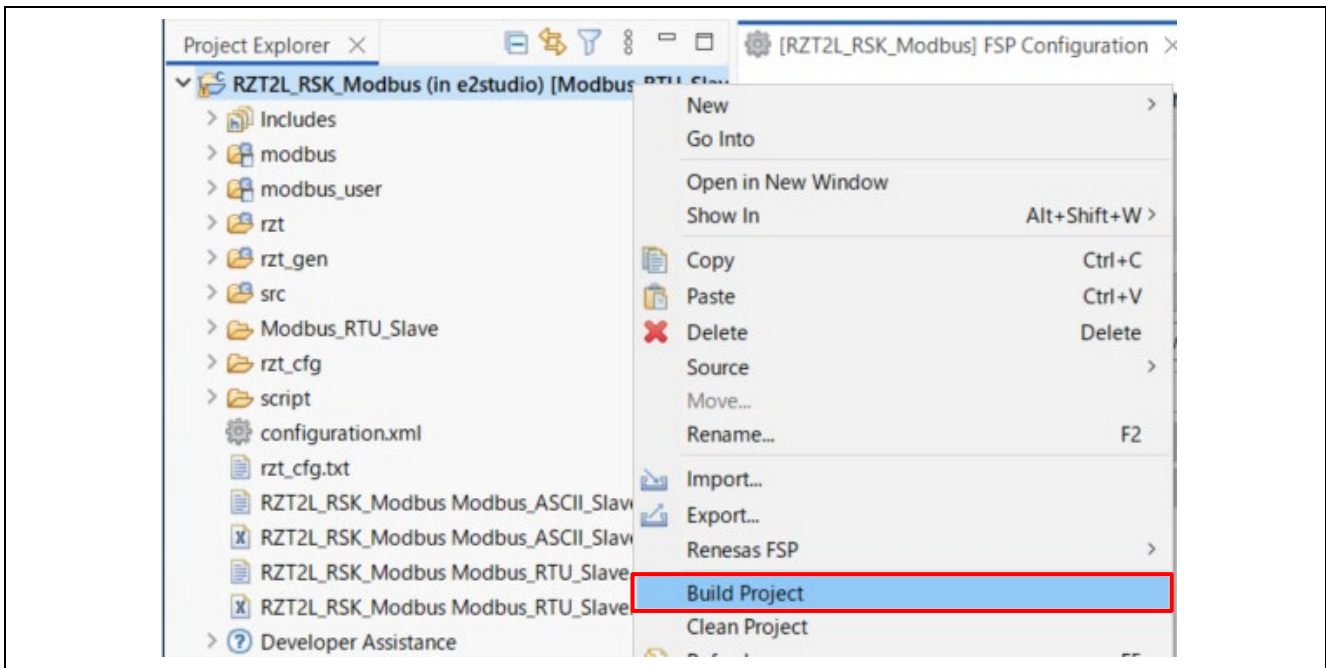 Project Explorer
[RZT2L_RSK_Modbus] FSP Configuration
RZT2L_RSK_Modbus (in e2studio) [Modbus
Includes
modbus
modbus_user
rzt
rzt_gen
src
Modbus_RTU_Slave
rzt_cfg
script
configuration.xml
rzt_cfg.txt
RZT2L_RSK_Modbus Modbus_ASCII_Slav
RZT2L_RSK_Modbus Modbus_ASCII_Slav
RZT2L_RSK_Modbus Modbus_RTU_Slave
RZT2L_RSK_Modbus Modbus_RTU_Slave
Developer Assistance
New
Go Into
Open in New Window
Show In Alt+Shift+W
Copy Ctrl+C
Paste Ctrl+V
Delete Delete
Source
Move...
Rename... F2
Import...
Export...
Renesas FSP
Build Project
Clean Project